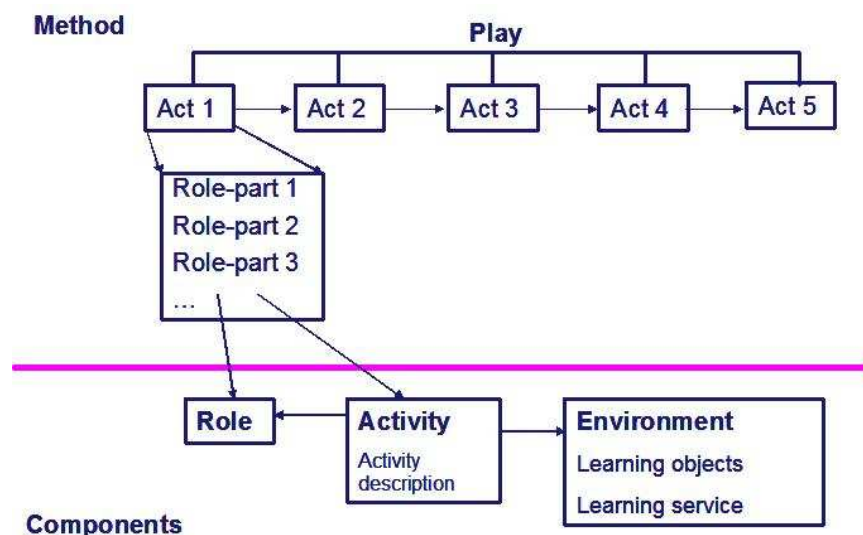 Method
Play
Act 1
Act 2
Act 3
Act 4
Act 5
Role-part 1
Role-part 2
Role-part 3
...
Role
Activity
Activity
description
Environment
Learning objects
Learning service
Components